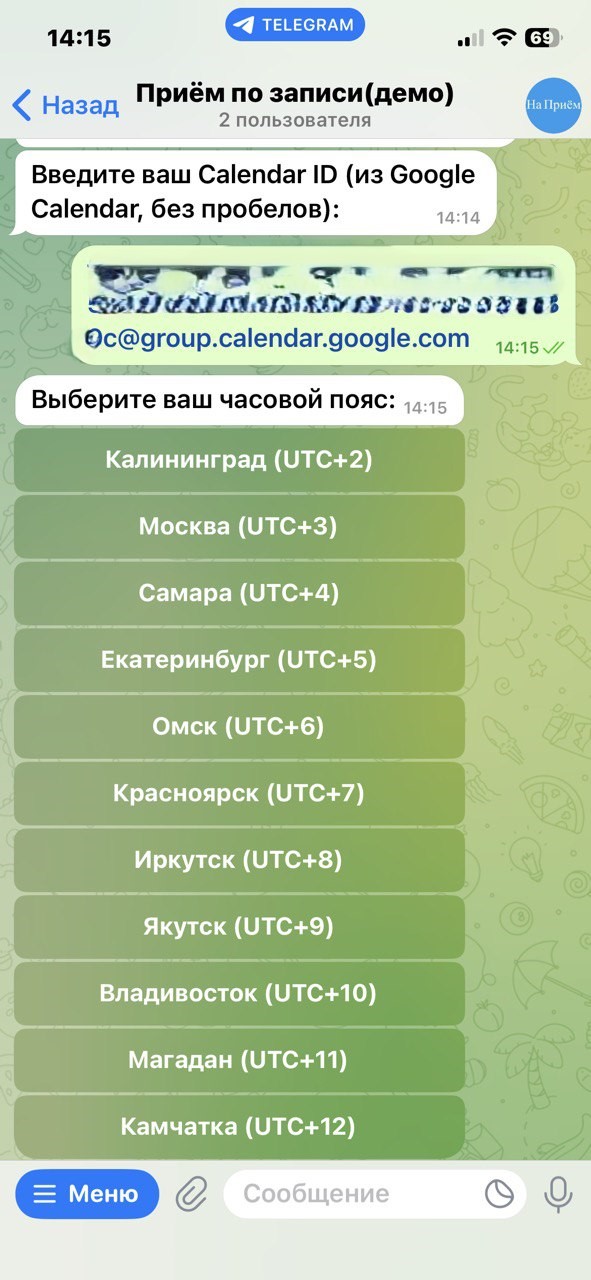 14:15
TELEGRAM
69
Назад
Приём по записи(демо)
2 пользователя
На Приём
Введите ваш Calendar ID (из Google
Calendar, без пробелов):
14:14
0c@group.calendar.google.com
14:15
Выберите ваш часовой пояс:
14:15
Калининград (UTC+2)
Москва (UTC+3)
Самара (UTC+4)
Екатеринбург (UTC+5)
Омск (UTC+6)
Красноярск (UTC+7)
Иркутск (UTC+8)
Якутск (UTC+9)
Владивосток (UTC+10)
Магадан (UTC+11)
Камчатка (UTC+12)
Меню
Сообщение